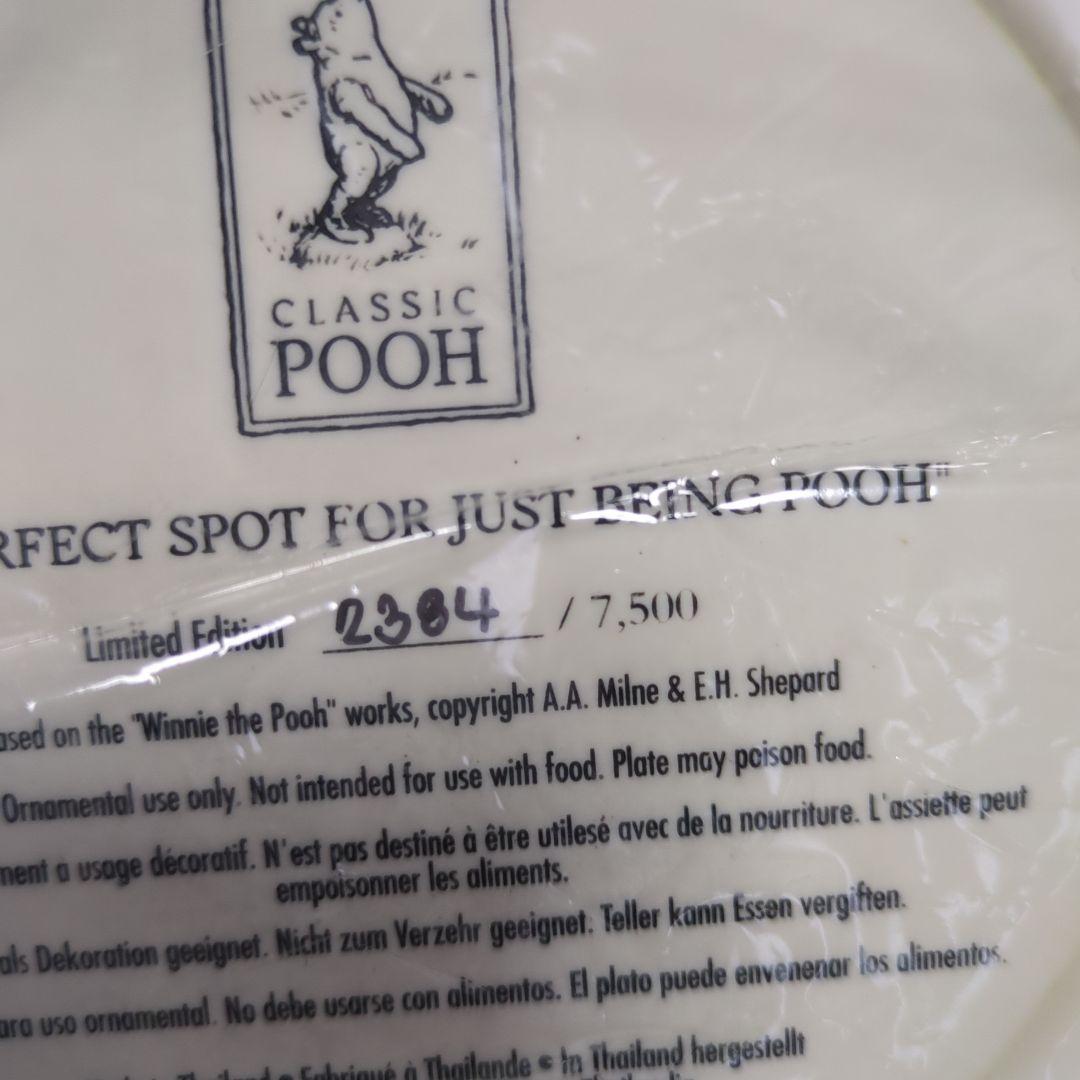 CLASSIC
POOH
RFECT SPOT FOR JUST BEING POOH"
Limited Edition 2384 / 7,500
ased on the "Winnie the Pooh" works, copyright A.A. Milne & E.H. Shepard
Ornamental use only. Not intended for use with food. Plate may poison food.
ment a usage décoratif. N'est pas destiné à être utilesé avec de la nourriture. L'assiette peut
empoisonner les aliments.
als Dekoration geeignet. Nicht zum Verzehr geeignet. Teller kann Essen vergiften.
ara uso ornamental. No debe usarse con alimentos. El plato puede envenenar los alimentos.
Fabriqué à Thaïlande • In Thailand hergestellt